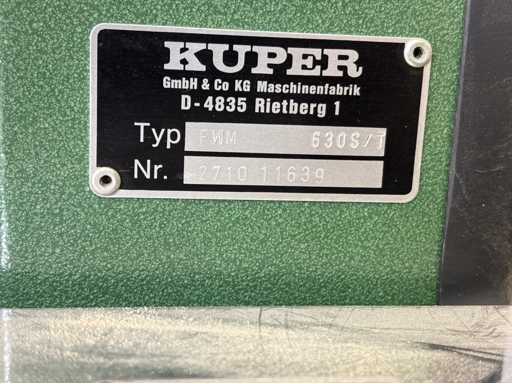 KUPER
GmbH & Co KG Maschinenfabrik
D-4835 Rietberg 1
Typ FWM 630S/T
Nr. 2710 11639